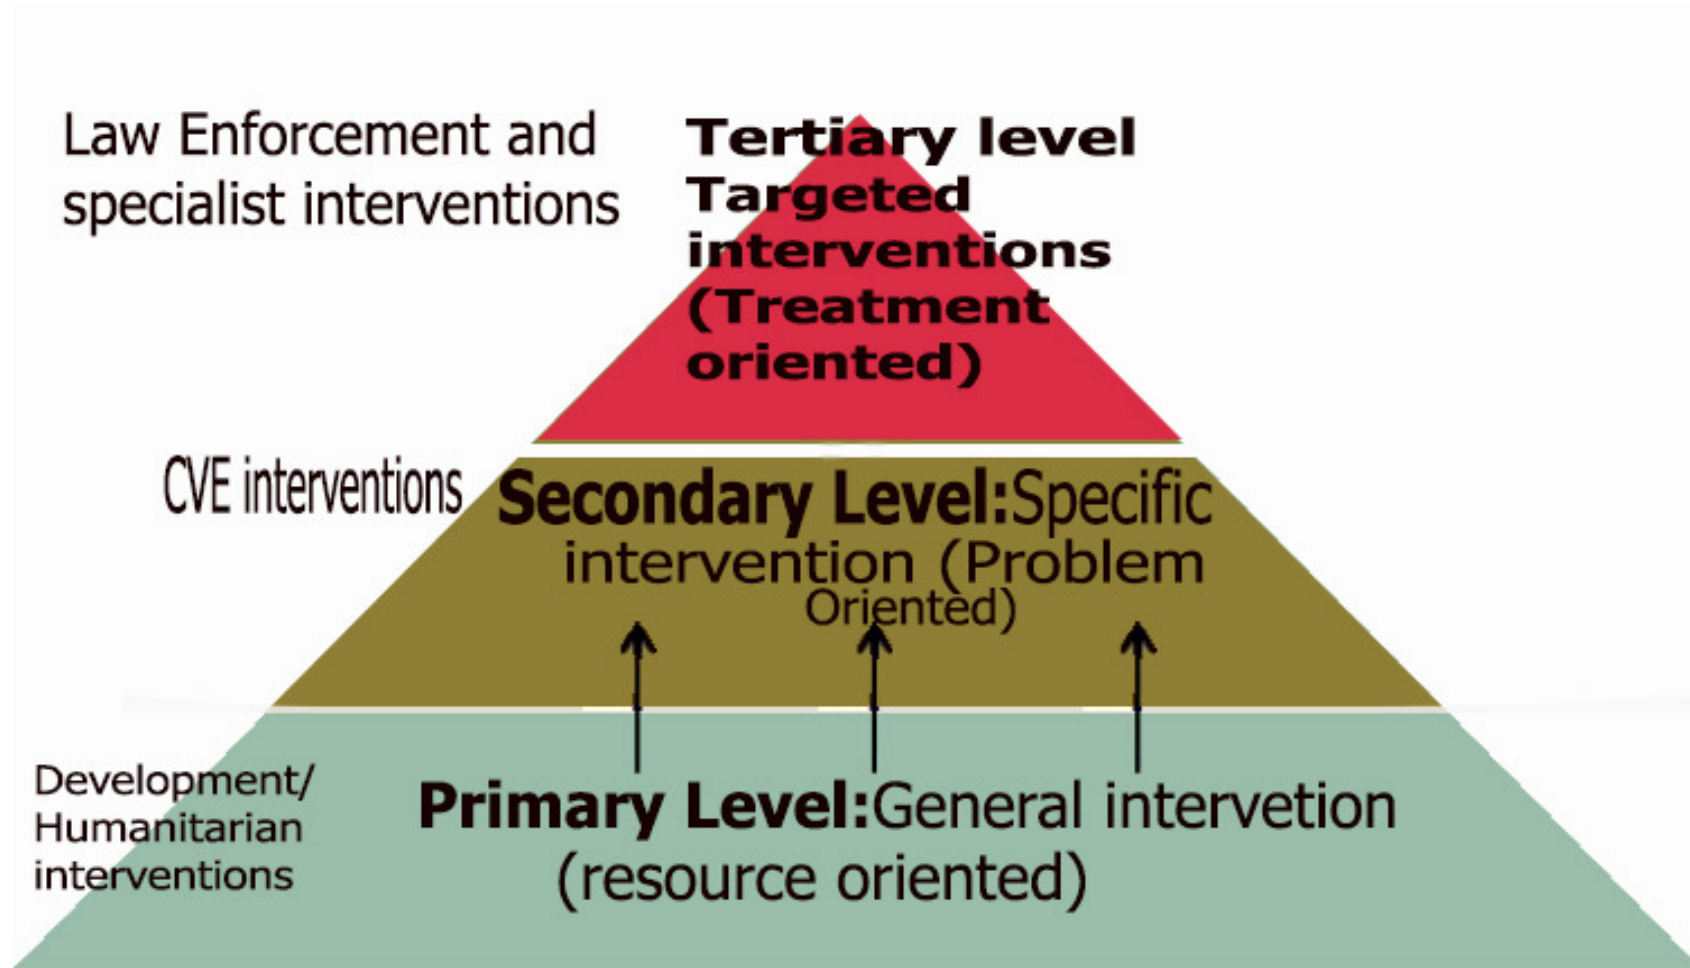 Law Enforcement and
specialist interventions
Tertiary level
Targeted
interventions
(Treatment
oriented)
CVE interventions
Secondary Level:Specific
intervention (Problem
Oriented)
Development/
Humanitarian
interventions
Primary Level:General intervetion
(resource oriented)